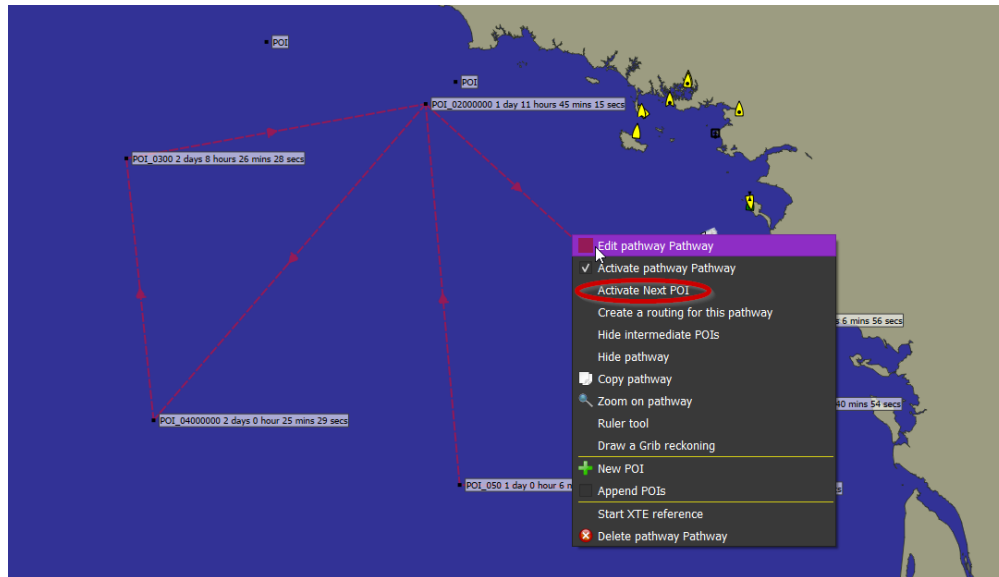 POI
POI
POI_02000000 1 day 11 hours 45 mins 15 secs
POI_0300 2 days 8 hours 26 mins 28 secs
Edit pathway Pathway
Activate pathway Pathway
Activate Next POI
Create a routing for this pathway
6 mins 56 secs
Hide intermediate POIs
Hide pathway
Copy pathway
Zoom on pathway
40 mins 54 secs
POI_04000000 2 days 0 hour 25 mins 29 secs
Ruler tool
Draw a Grib reckoning
New POI
POI_050 1 day 0 hour 6
Append POIs
Start XTE reference
Delete pathway Pathway